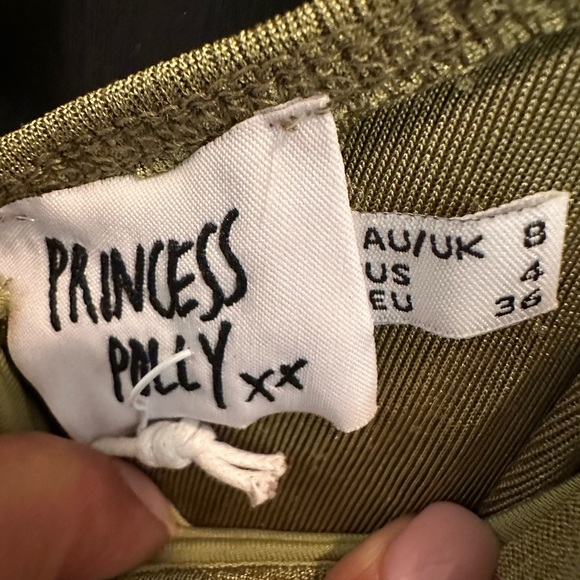 PRINCESS
POLLY xx
AU/UK 8
US 4
EU 36